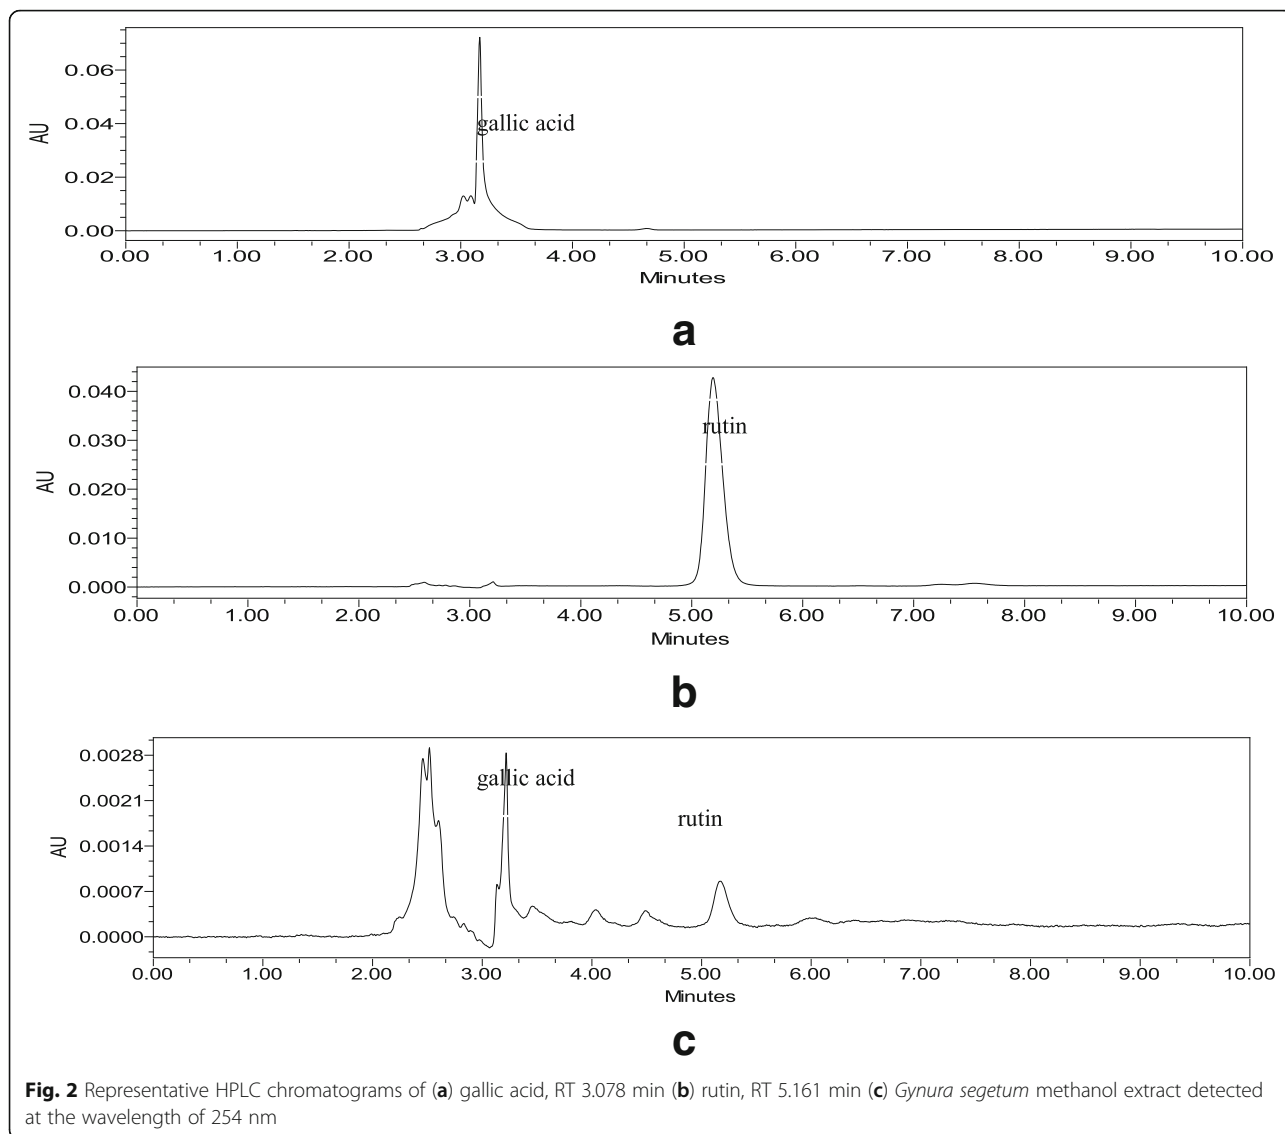 0.06
0.04
0.02
0.00
AU
gallic acid
0.00 1.00 2.00 3.00 4.00 5.00 6.00 7.00 8.00 9.00 10.00
Minutes
a
0.040
0.030
0.020
0.010
0.000
AU
rutin
0.00 1.00 2.00 3.00 4.00 5.00 6.00 7.00 8.00 9.00 10.00
Minutes
b
0.0028
0.0021
0.0014
0.0007
0.0000
AU
gallic acid
rutin
0.00 1.00 2.00 3.00 4.00 5.00 6.00 7.00 8.00 9.00 10.00
Minutes
c
Fig. 2 Representative HPLC chromatograms of (a) gallic acid, RT 3.078 min (b) rutin, RT 5.161 min (c) Gynura segetum methanol extract detected
at the wavelength of 254 nm